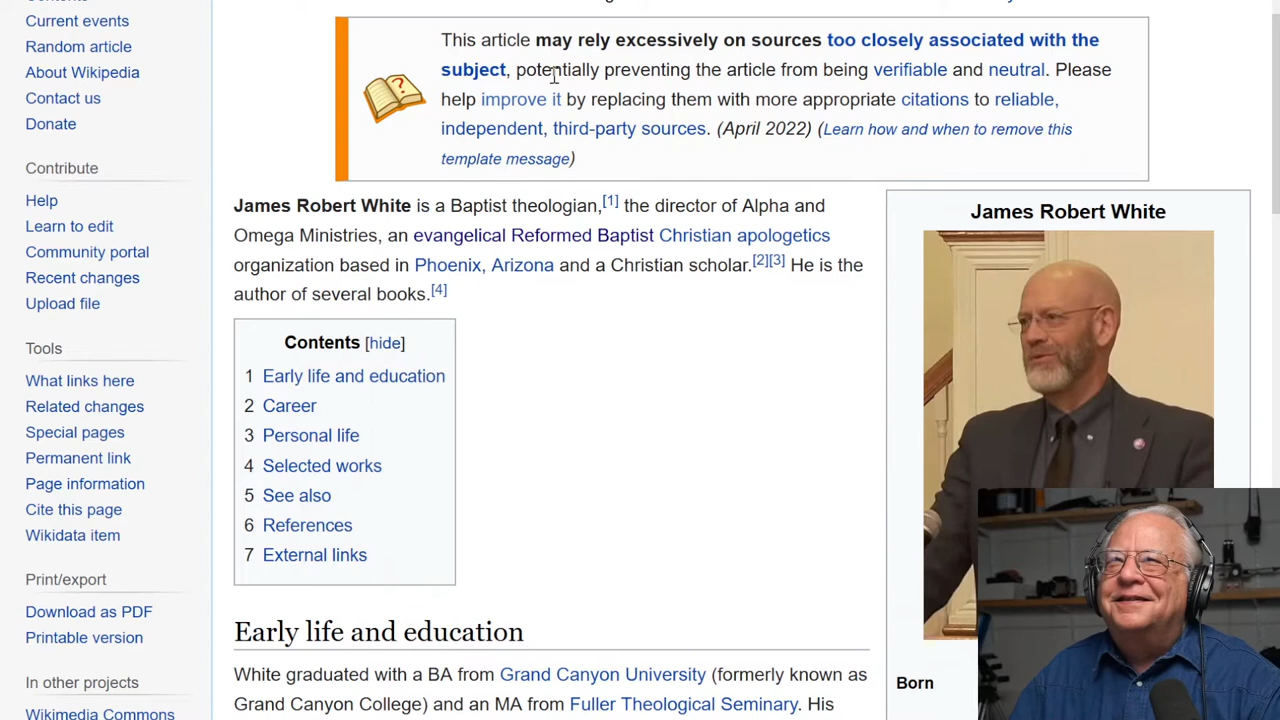 Current events
Random article
About Wikipedia
Contact us
Donate
Contribute
Help
Learn to edit
Community portal
Recent changes
Upload file
Tools
What links here
Related changes
Special pages
Permanent link
Page information
Cite this page
Wikidata item
Print/export
Download as PDF
Printable version
In other projects
Wikimedia Commons
This article may rely excessively on sources too closely associated with the
subject, potentially preventing the article from being verifiable and neutral. Please
help improve it by replacing them with more appropriate citations to reliable,
independent, third-party sources. (April 2022) (Learn how and when to remove this
template message)
James Robert White is a Baptist theologian,[1] the director of Alpha and
Omega Ministries, an evangelical Reformed Baptist Christian apologetics
organization based in Phoenix, Arizona and a Christian scholar.[2][3] He is the
author of several books.[4]
Contents [hide]
1 Early life and education
2 Career
3 Personal life
4 Selected works
5 See also
6 References
7 External links
Early life and education
White graduated with a BA from Grand Canyon University (formerly known as
Grand Canyon College) and an MA from Fuller Theological Seminary. His
James Robert White
Born